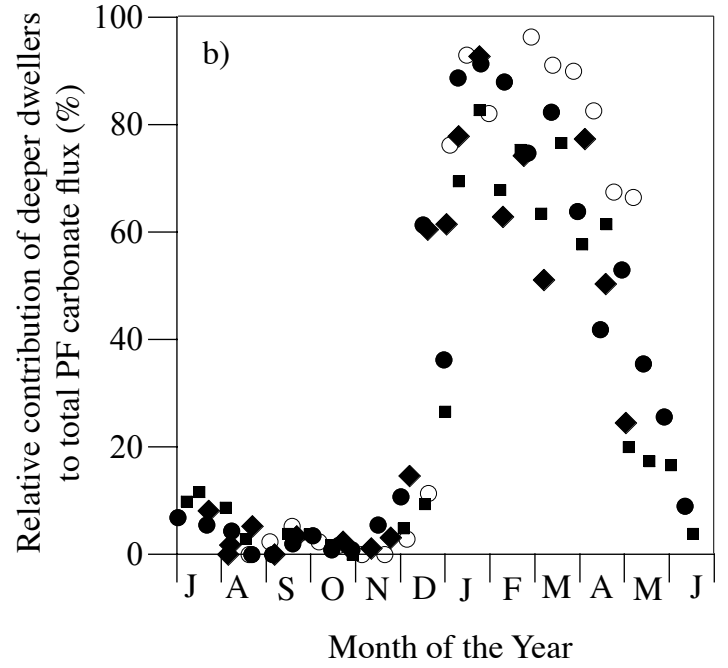 b)
Relative contribution of deeper dwellers
to total PF carbonate flux (%)
100
80
60
40
20
0
J A S O N D J F M A M J
Month of the Year